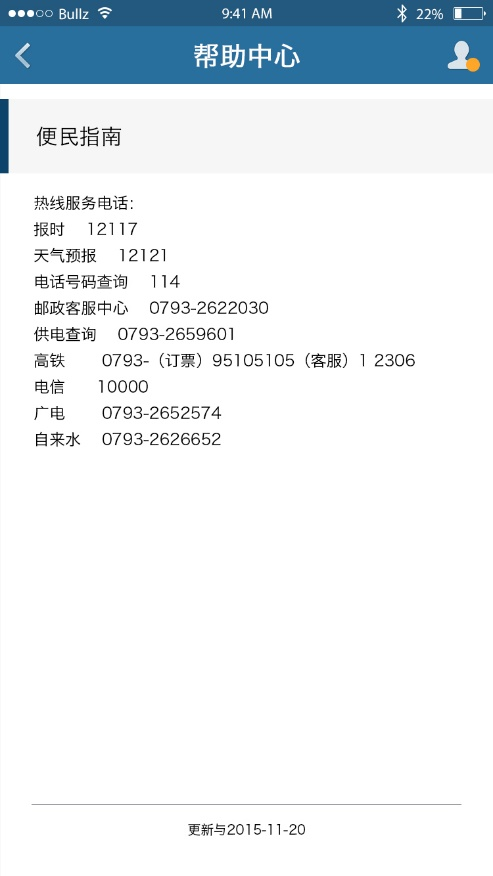 Bullz 9:41 AM 22%
帮助中心
便民指南
热线服务电话：
报时 12117
天气预报 12121
电话号码查询 114
邮政客服中心 0793-2622030
供电查询 0793-2659601
高铁 0793-（订票）95105105（客服）1 2306
电信 10000
广电 0793-2652574
自来水 0793-2626652
更新与2015-11-20